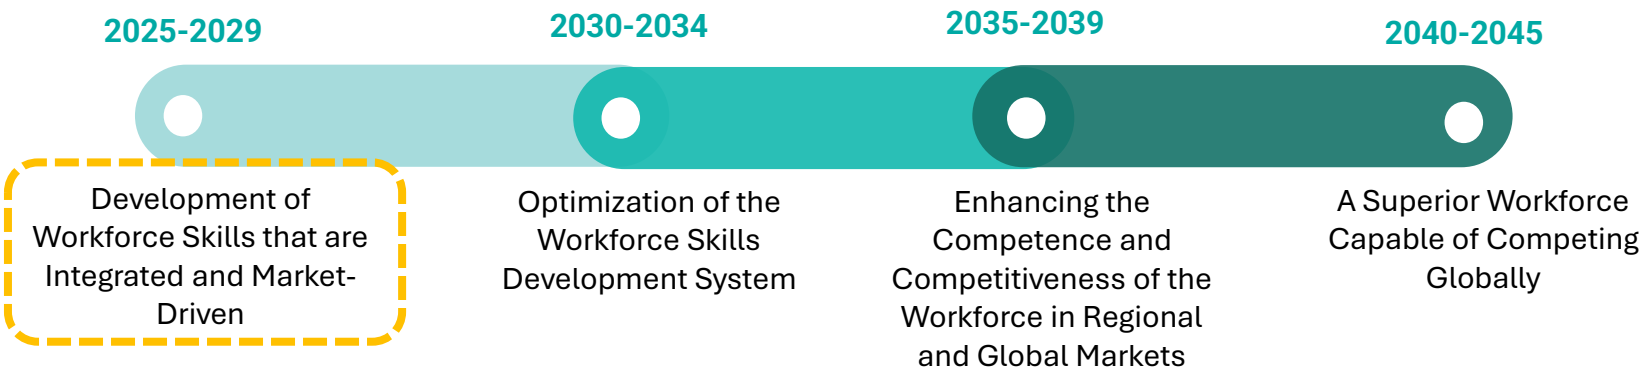 2025-2029
Development of
Workforce Skills that are
Integrated and Market-
Driven
2030-2034
Optimization of the
Workforce Skills
Development System
2035-2039
Enhancing the
Competence and
Competitiveness of the
Workforce in Regional
and Global Markets
2040-2045
A Superior Workforce
Capable of Competing
Globally